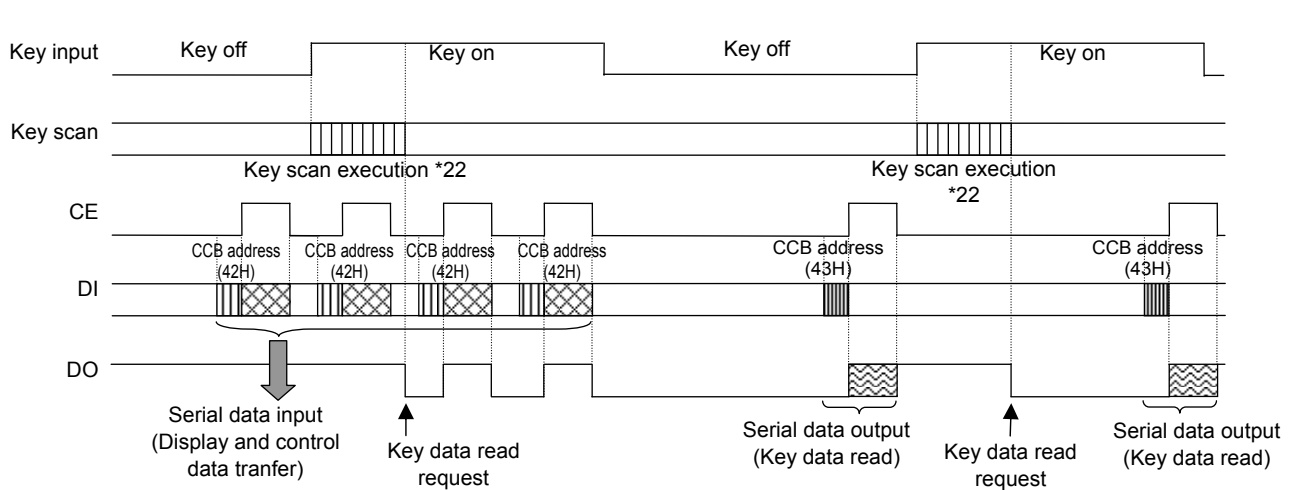 Key input
Key off
Key on
Key off
Key on
Key scan
Key scan execution *22
Key scan execution
*22
CE
CCB address
(42H)
CCB address
(42H)
CCB address
(42H)
CCB address
(42H)
CCB address
(43H)
CCB address
(43H)
DI
DO
Serial data input
(Display and control
data tranfer)
Key data read
request
Serial data output
(Key data read)
Key data read
request
Serial data output
(Key data read)